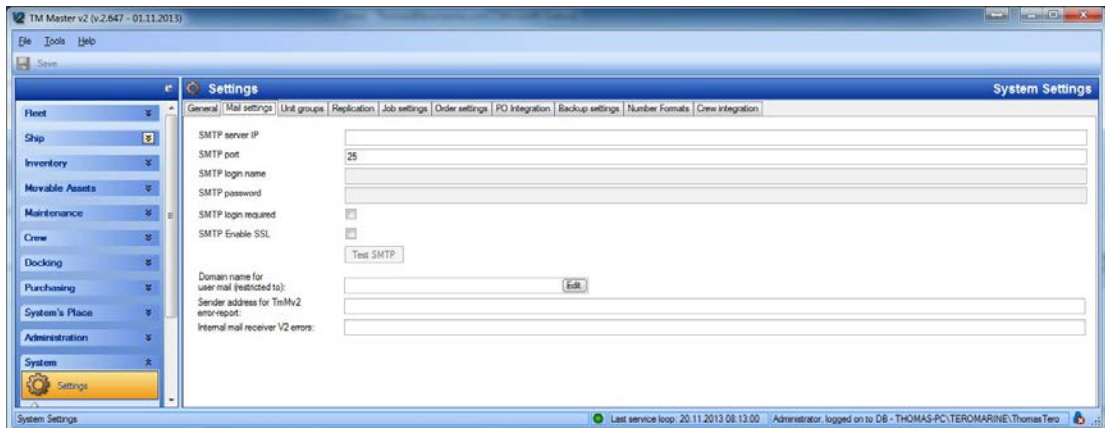 TM Master v2 (v.2.647 - 01.11.2013)
File Tools Help
Save
Settings
System Settings
General Mail settings Unit groups Replication Job settings Order settings PO Integration Backup settings Number Formats Crew integration
Fleet
Ship
Inventory
Movable Assets
Maintenance
Crew
Docking
Purchasing
System's Place
Administration
System
Settings
SMTP server IP
SMTP port 25
SMTP login name
SMTP password
SMTP login required
SMTP Enable SSL
Test SMTP
Domain name for
user mail (restricted to): Edit
Sender address for TmMv2
error-report:
Internal mail receiver V2 errors:
System Settings
Last service loop: 20.11.2013 08:13:00 Administrator, logged on to DB - THOMAS-PC\TEROMARINE\ThomasTero